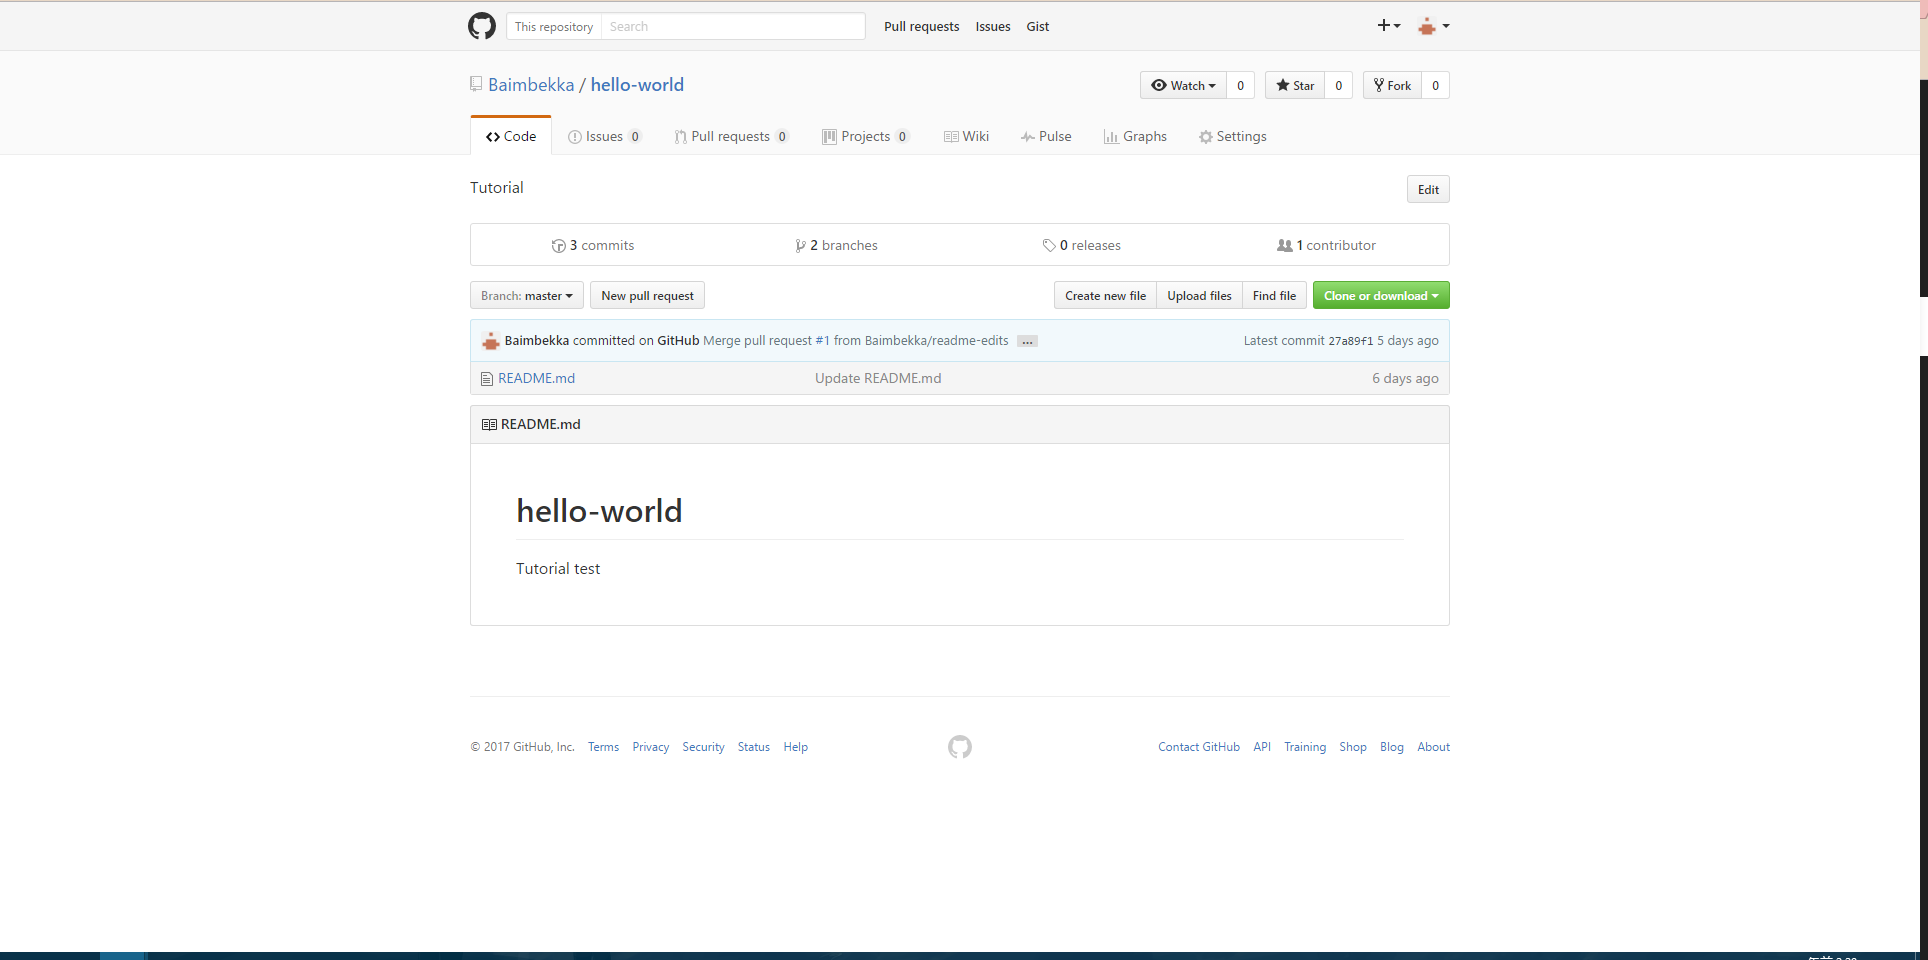 This repository Search Pull requests Issues Gist
Baimbekka / hello-world Watch 0 Star 0 Fork 0
Code Issues 0 Pull requests 0 Projects 0 Wiki Pulse Graphs Settings
Tutorial Edit
3 commits 2 branches 0 releases 1 contributor
Branch: master New pull request Create new file Upload files Find file Clone or download
Baimbekka committed on GitHub Merge pull request #1 from Baimbekka/readme-edits ... Latest commit 27a89f1 5 days ago
README.md Update README.md 6 days ago
README.md
hello-world
Tutorial test
© 2017 GitHub, Inc. Terms Privacy Security Status Help Contact GitHub API Training Shop Blog About